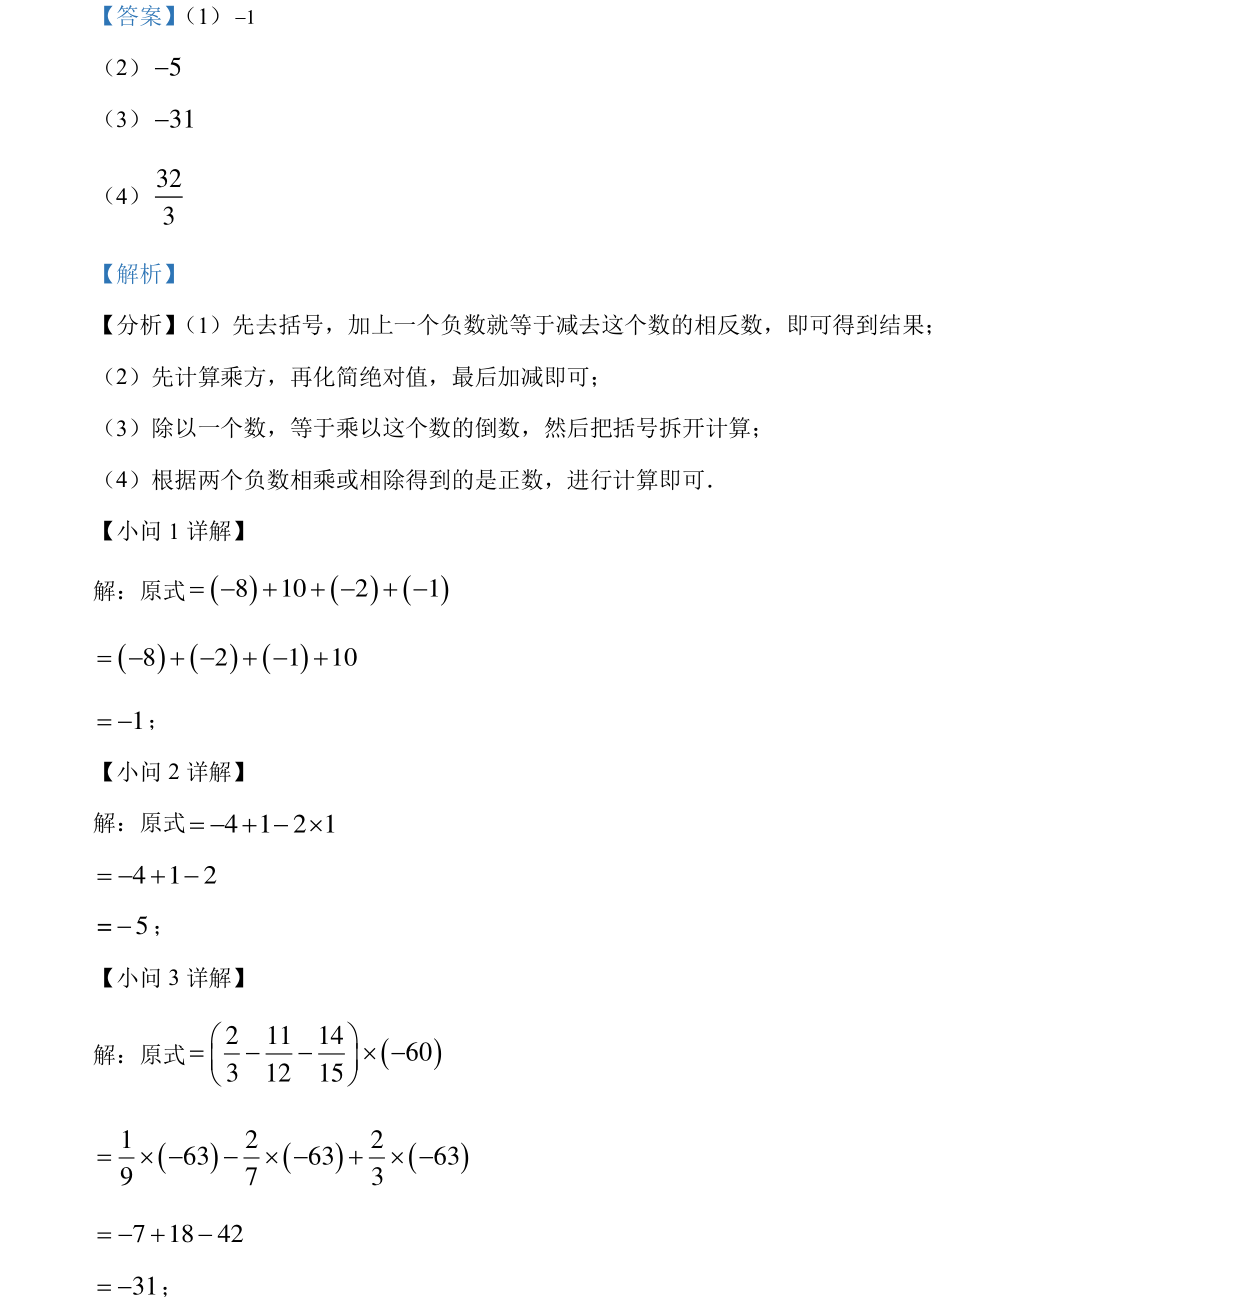 【答案】（1）−1
（2）−5
（3）−31
（4）32/3
【解析】
【分析】（1）先去括号，加上一个负数就等于减去这个数的相反数，即可得到结果；
（2）先计算乘方，再化简绝对值，最后加减即可；
（3）除以一个数，等于乘以这个数的倒数，然后把括号拆开计算；
（4）根据两个负数相乘或相除得到的是正数，进行计算即可．
【小问 1 详解】
解：原式=(−8)+10+(−2)+(−1)
=(−8)+(−2)+(−1)+10
=−1；
【小问 2 详解】
解：原式=−4+1−2×1
=−4+1−2
=−5；
【小问 3 详解】
解：原式=(2/3−11/12−14/15)×(−60)
=1/9×(−63)−2/7×(−63)+2/3×(−63)
=−7+18−42
=−31；